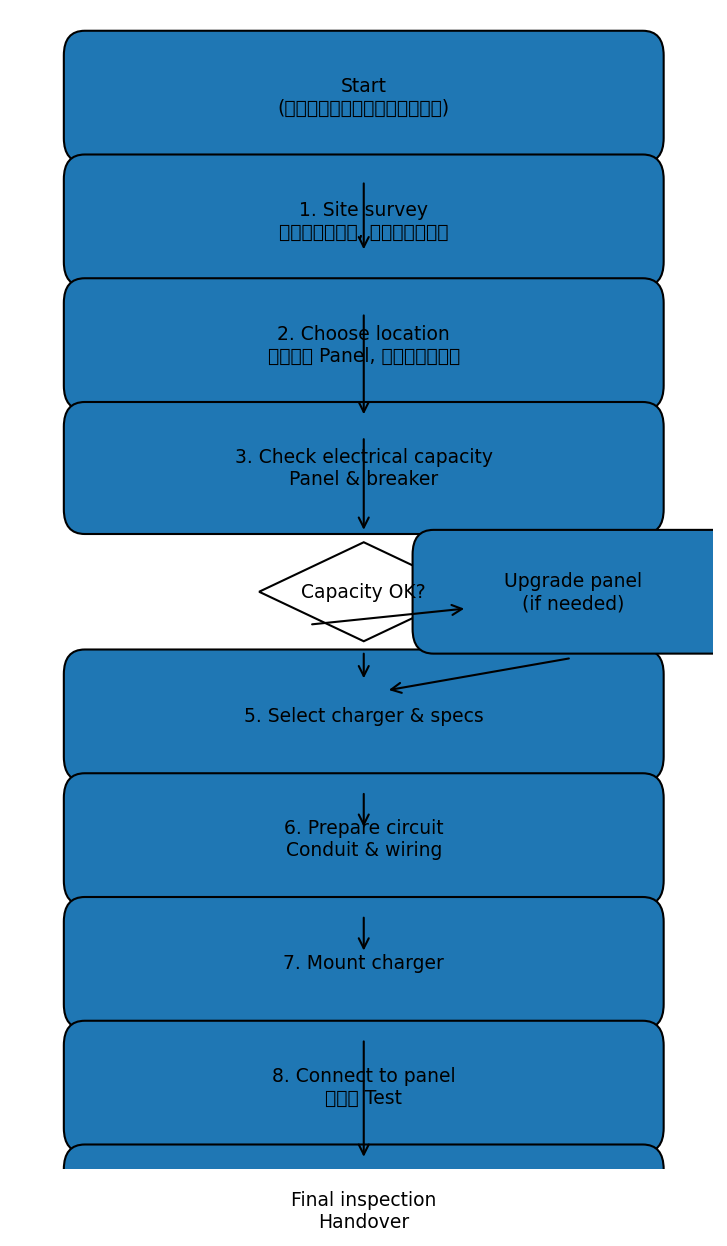 Start
1. Site survey
2. Choose location
Panel,
3. Check electrical capacity
Panel & breaker
Capacity OK?
Upgrade panel
(if needed)
5. Select charger & specs
6. Prepare circuit
Conduit & wiring
7. Mount charger
8. Connect to panel
Test
Final inspection
Handover